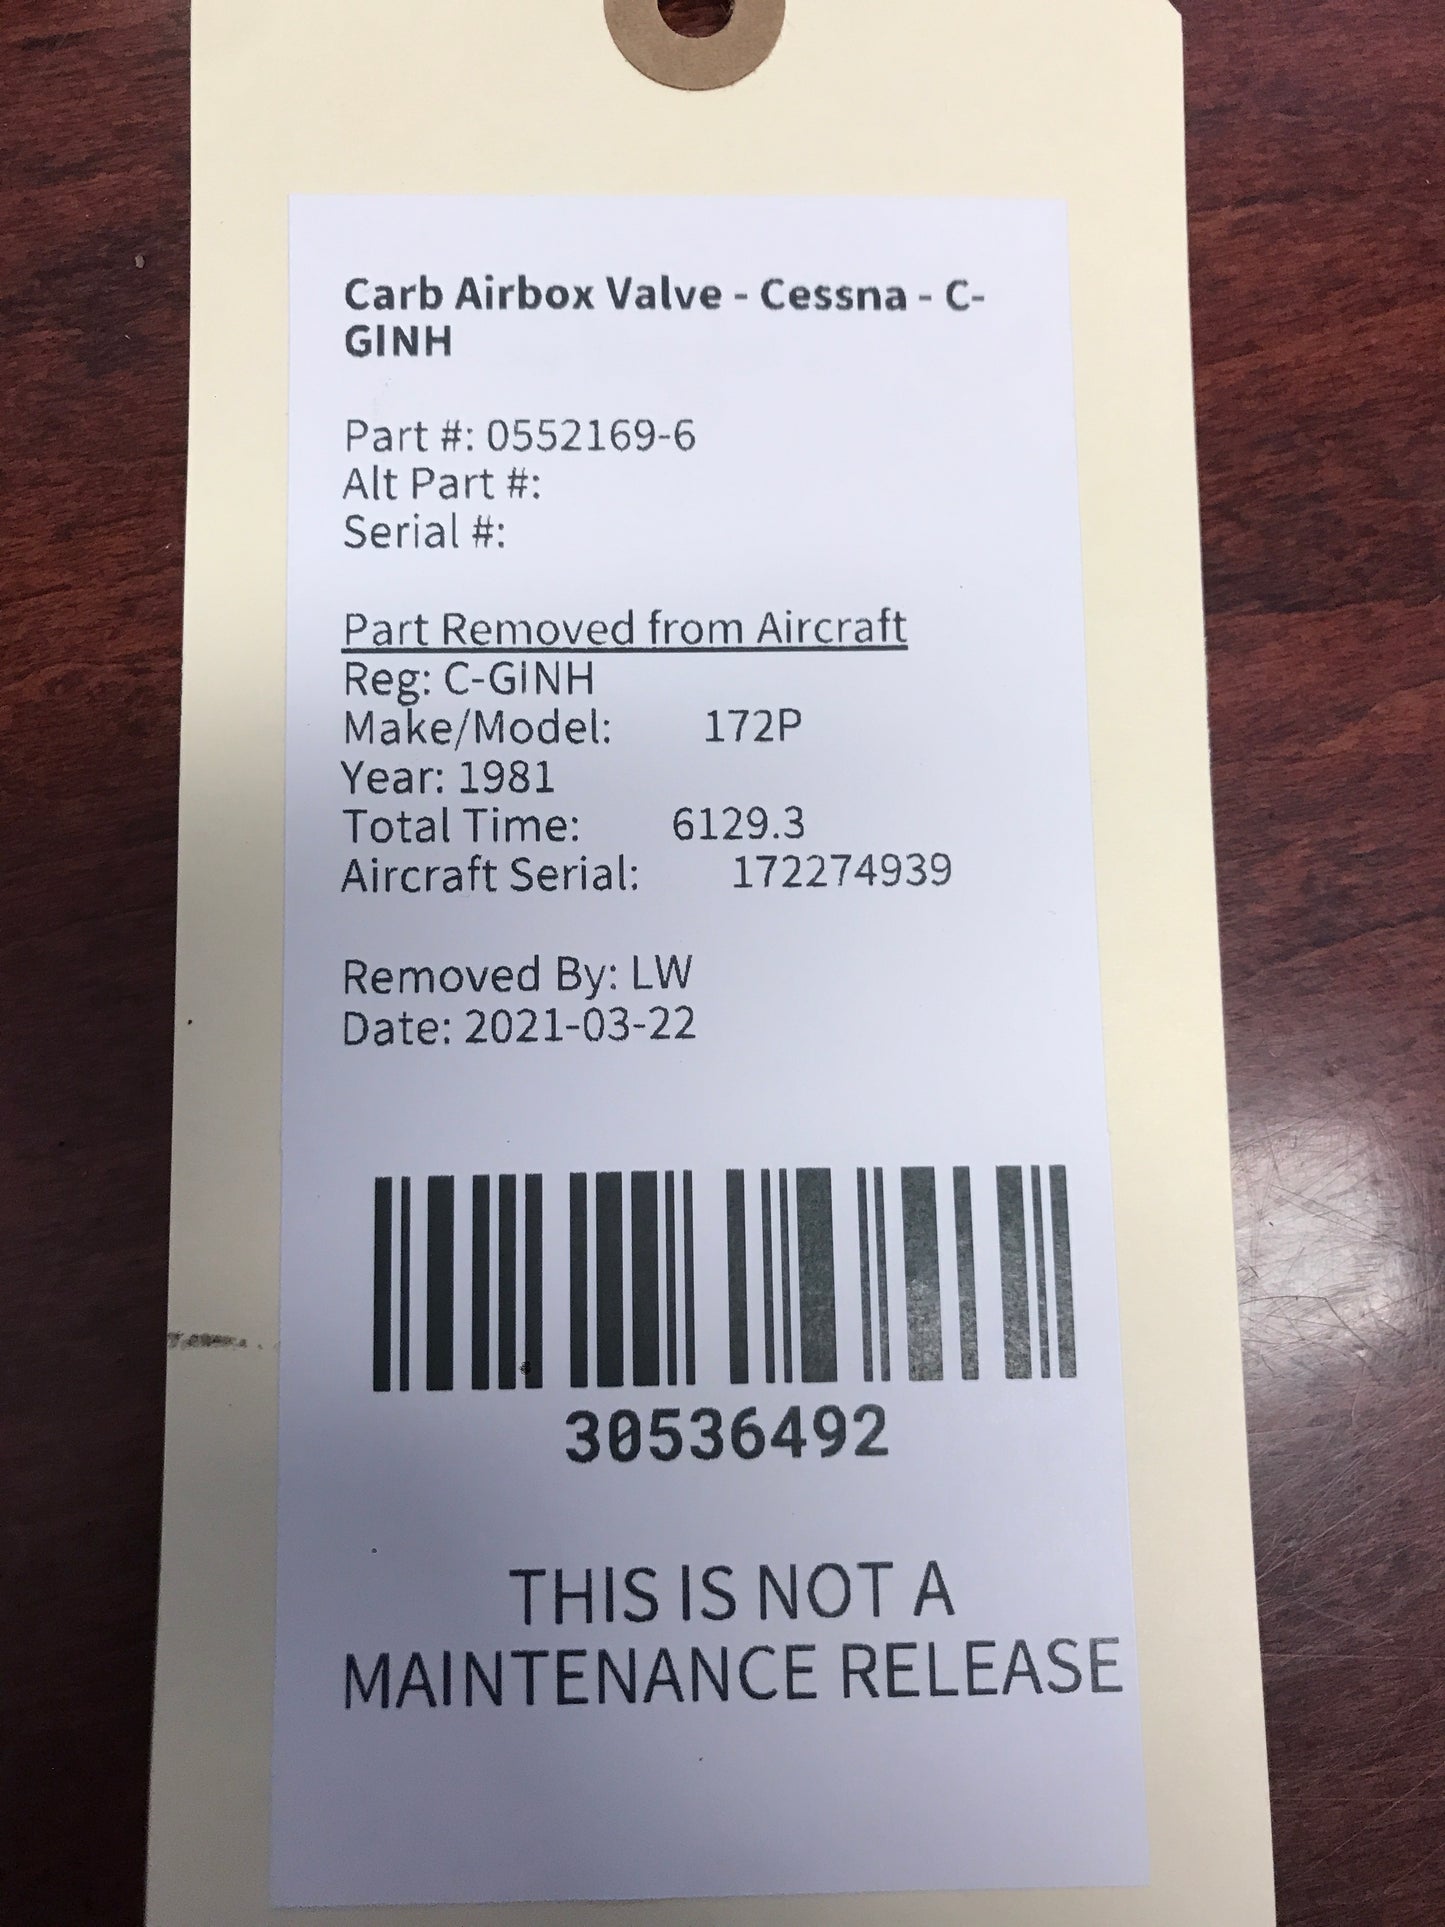 Carb Airbox Valve - Cessna - C-
GINH
Part #: 0552169-6
Alt Part #:
Serial #:
Part Removed from Aircraft
Reg: C-GINH
Make/Model: 172P
Year: 1981
Total Time: 6129.3
Aircraft Serial: 172274939
Removed By: LW
Date: 2021-03-22
30536492
THIS IS NOT A
MAINTENANCE RELEASE